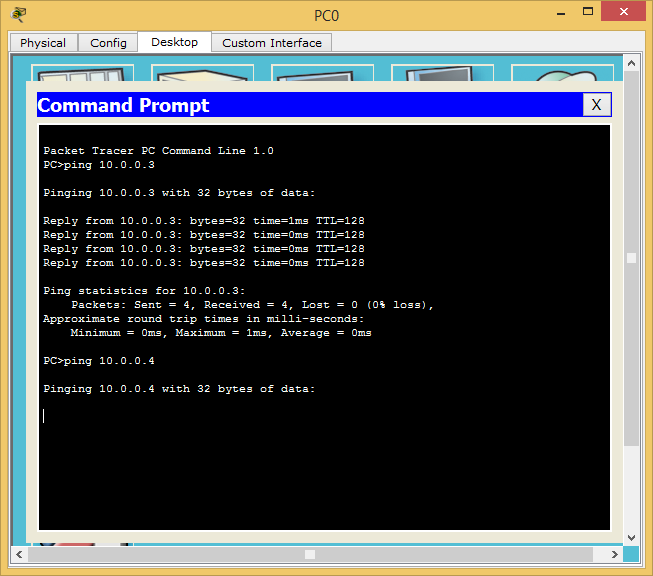 PC0
Physical Config Desktop Custom Interface
Command Prompt
X
Packet Tracer PC Command Line 1.0
PC>ping 10.0.0.3
Pinging 10.0.0.3 with 32 bytes of data:
Reply from 10.0.0.3: bytes=32 time=1ms TTL=128
Reply from 10.0.0.3: bytes=32 time=0ms TTL=128
Reply from 10.0.0.3: bytes=32 time=0ms TTL=128
Reply from 10.0.0.3: bytes=32 time=0ms TTL=128
Ping statistics for 10.0.0.3:
Packets: Sent = 4, Received = 4, Lost = 0 (0% loss),
Approximate round trip times in milli-seconds:
Minimum = 0ms, Maximum = 1ms, Average = 0ms
PC>ping 10.0.0.4
Pinging 10.0.0.4 with 32 bytes of data: